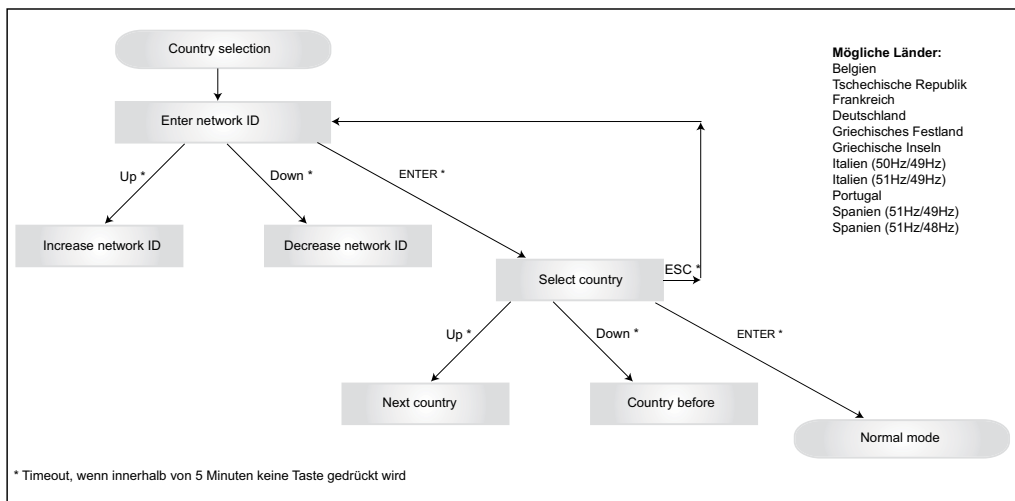 Country selection
Enter network ID
Up *
Down *
ENTER *
Increase network ID
Decrease network ID
Select country
ESC *
Up *
Down *
ENTER *
Next country
Country before
Normal mode
Mögliche Länder:
Belgien
Tschechische Republik
Frankreich
Deutschland
Griechisches Festland
Griechische Inseln
Italien (50Hz/49Hz)
Italien (51Hz/49Hz)
Portugal
Spanien (51Hz/49Hz)
Spanien (51Hz/48Hz)
* Timeout, wenn innerhalb von 5 Minuten keine Taste gedrückt wird